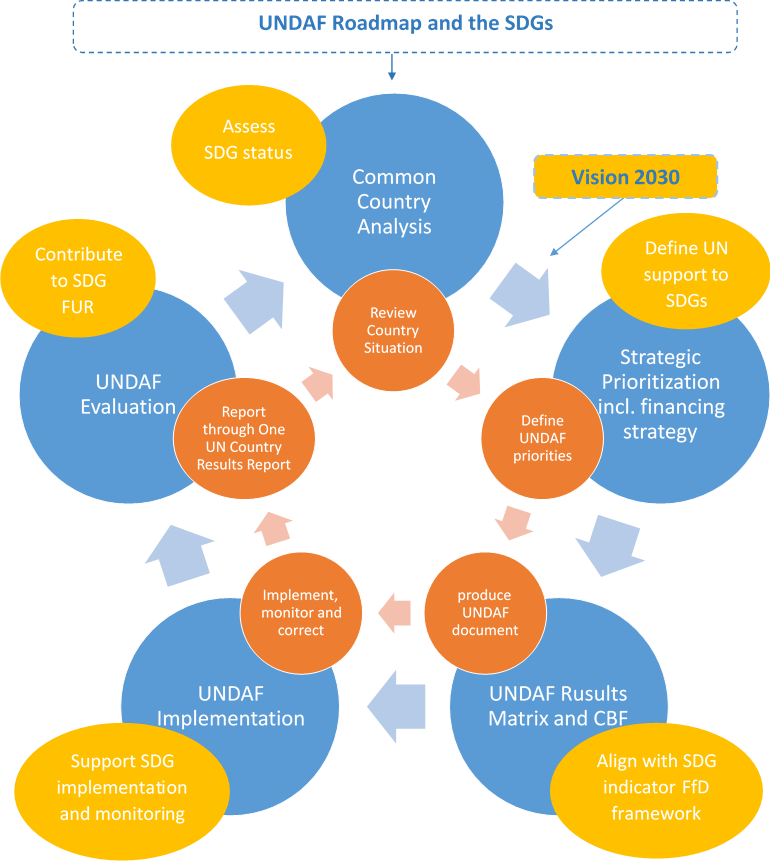 UNDAF Roadmap and the SDGs
Assess
SDG status
Common
Country
Analysis
Vision 2030
Review
Country
Situation
Define UN
support to
SDGs
Strategic
Prioritization
incl. financing
strategy
Define
UNDAF
priorities
produce
UNDAF
document
UNDAF Rusults
Matrix and CBF
Align with SDG
indicator FfD
framework
Implement,
monitor and
correct
UNDAF
Implementation
Support SDG
implementation
and monitoring
Contribute
to SDG
FUR
UNDAF
Evaluation
Report
through One
UN Country
Results Report